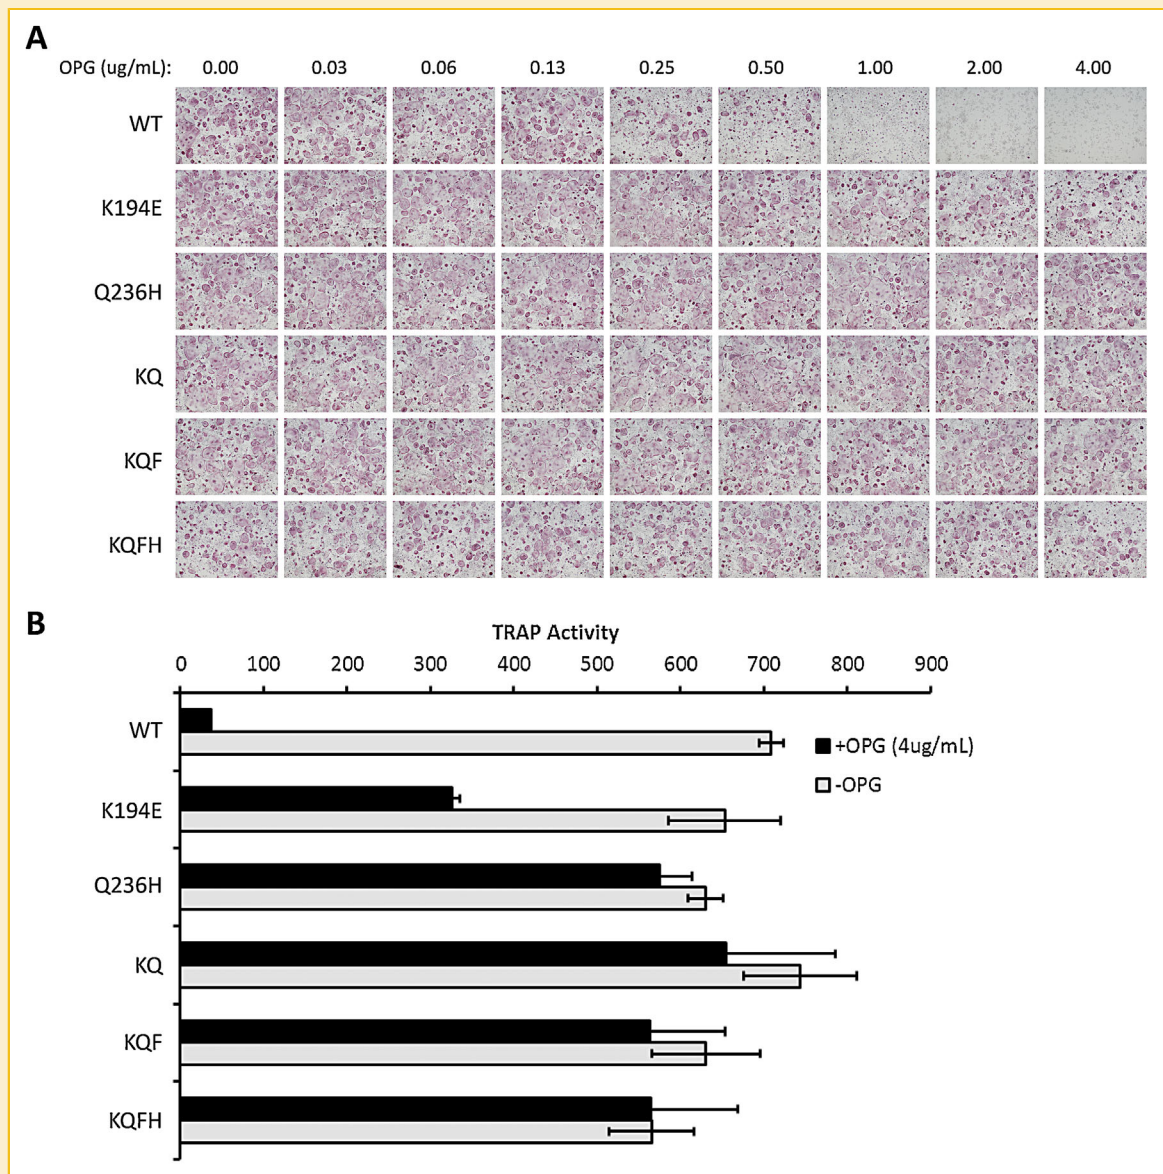 A
OPG (ug/mL): 0.00 0.03 0.06 0.13 0.25 0.50 1.00 2.00 4.00
WT
K194E
Q236H
KQ
KQF
KQFH
B
TRAP Activity
0 100 200 300 400 500 600 700 800 900
WT
+OPG (4ug/mL)
-OPG
K194E
Q236H
KQ
KQF
KQFH